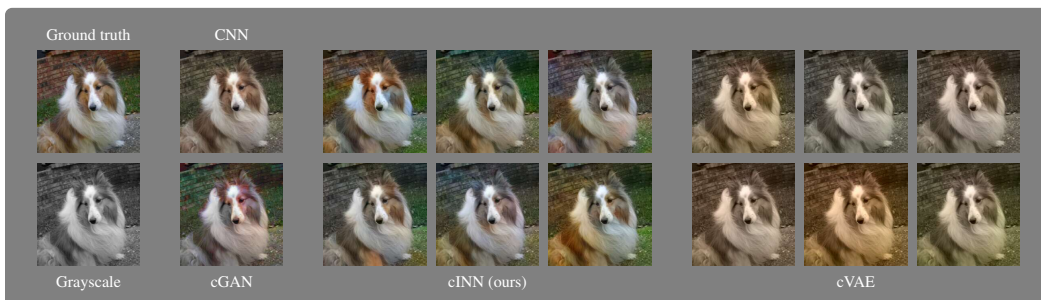 Ground truth
CNN
Grayscale
cGAN
cINN (ours)
cVAE